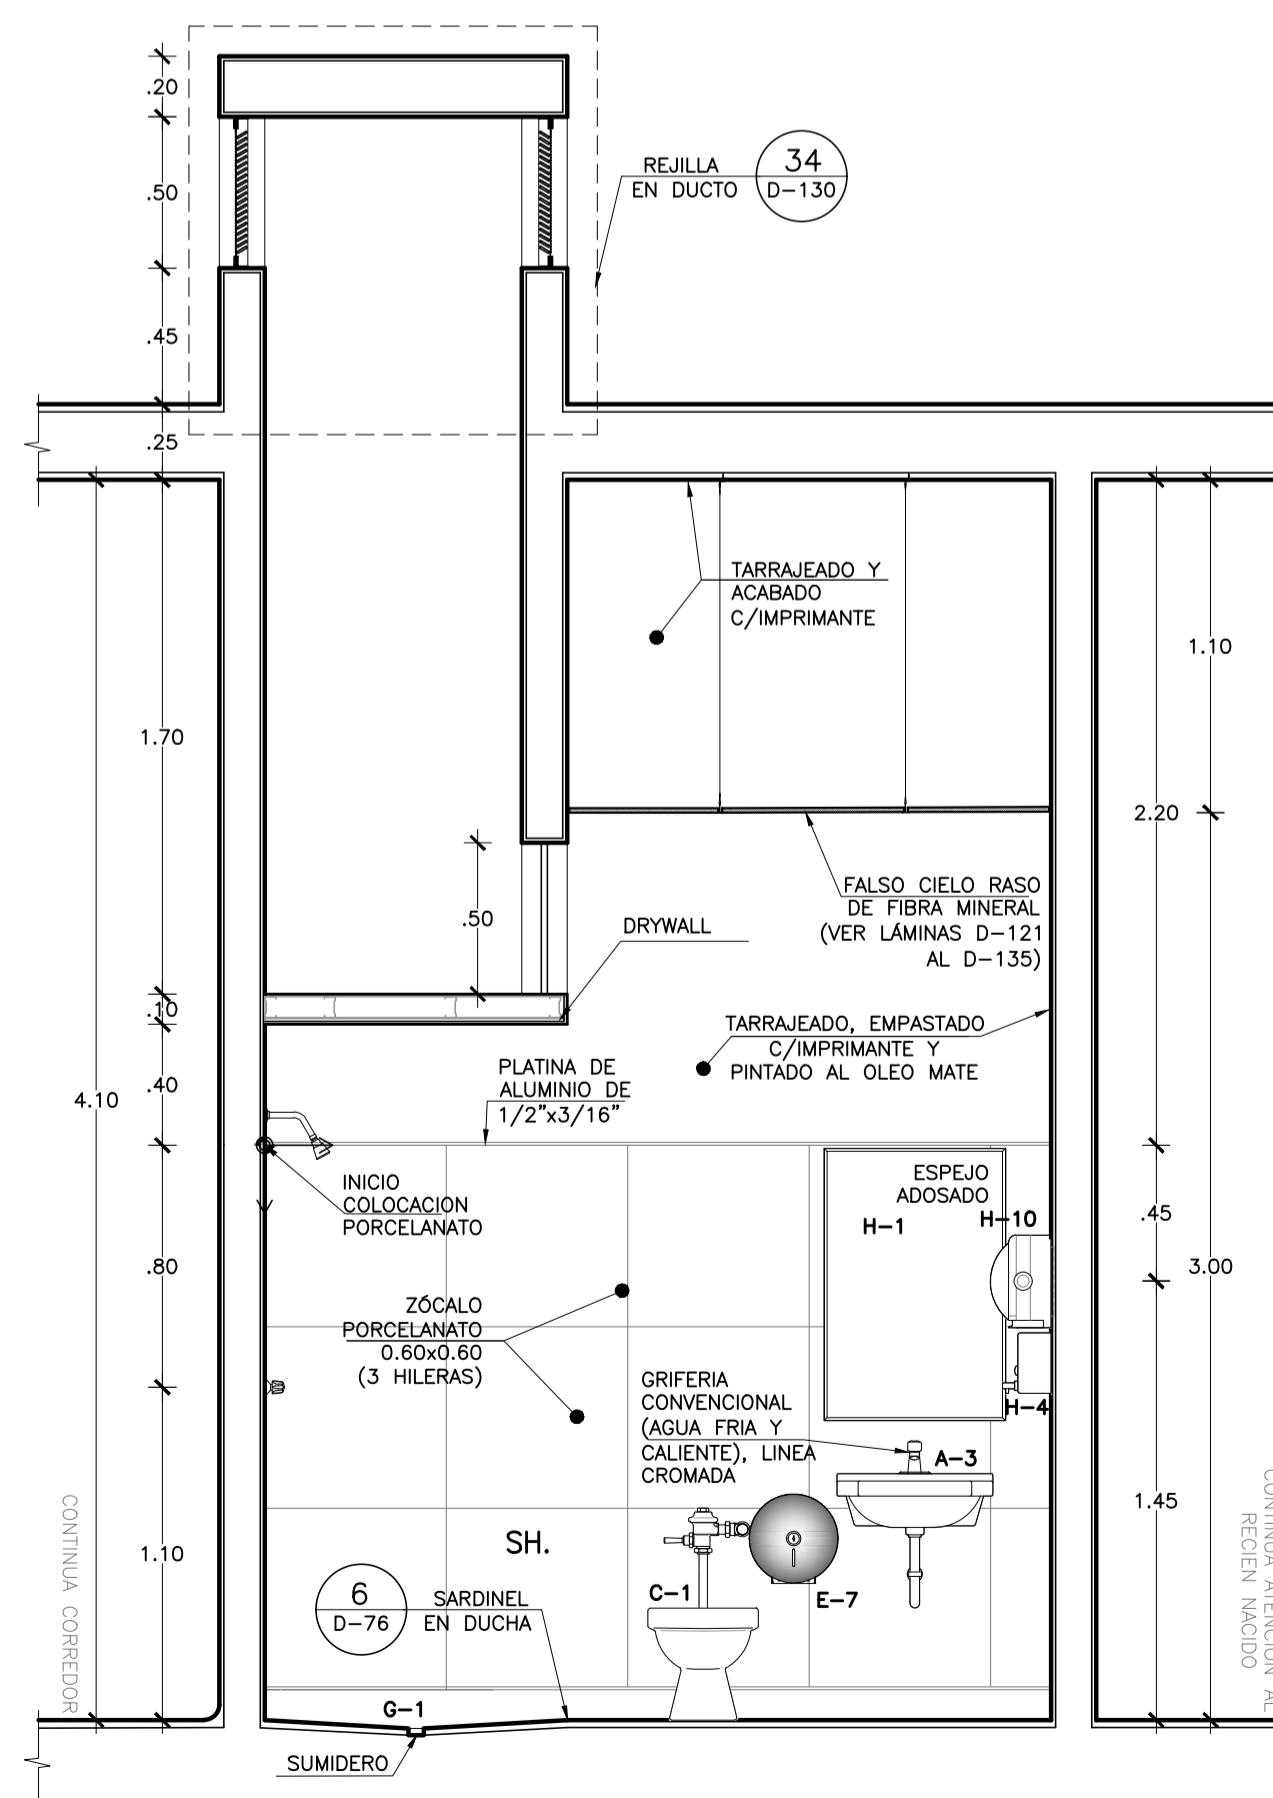 .20
.50
.45
.25
REJILLA
EN DUCTO
34
D-130
TARRAJEADO Y
ACABADO
C/IMPRIMANTE
1.10
1.70
2.20
FALSO CIELO RASO
DE FIBRA MINERAL
(VER LÁMINAS D-121
AL D-135)
.50
DRYWALL
.10
TARRAJEADO, EMPASTADO
C/IMPRIMANTE Y
PINTADO AL OLEO MATE
PLATINA DE
ALUMINIO DE
1/2"x3/16"
.40
4.10
INICIO
COLOCACION
PORCELANATO
ESPEJO
ADOSADO
H-1
H-10
.45
.80
3.00
ZÓCALO
PORCELANATO
0.60x0.60
(3 HILERAS)
GRIFERIA
CONVENCIONAL
(AGUA FRIA Y
CALIENTE), LINEA
CROMADA
H-4
A-3
1.45
1.10
SH.
6
D-76
SARDINEL
EN DUCHA
C-1
E-7
G-1
SUMIDERO
CONTINUA CORREDOR
CONTINUA ATENCION AL
RECIEN NACIDO